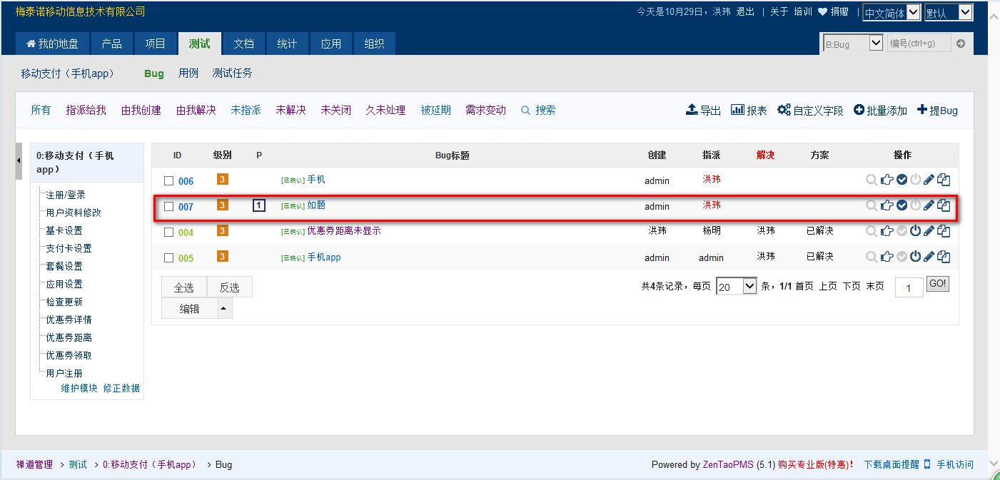 梅泰诺移动信息技术有限公司
今天是10月29日，洪玮 退出 | 关于 培训 捐赠 | 中文简体 默认
我的地盘 产品 项目 测试 文档 统计 应用 组织
B:Bug 编号(ctrl+g)
移动支付（手机app） Bug 用例 测试任务
所有 指派给我 由我创建 由我解决 未指派 未解决 未关闭 久未处理 被延期 需求变动 搜索
导出 报表 自定义字段 批量添加 提Bug
0:移动支付（手机
app）
注册/登录
用户资料修改
基卡设置
支付卡设置
套餐设置
应用设置
检查更新
优惠券详情
优惠券距离
优惠券领取
用户注册
维护模块 修正数据
ID 级别 P Bug标题 创建 指派 解决 方案 操作
006 3 [已确认] 手机 admin 洪玮
007 3 1 [已确认] 如题 admin 洪玮
004 3 [已确认] 优惠券距离未显示 洪玮 杨明 洪玮 已解决
005 3 [已确认] 手机app admin admin 洪玮 已解决
全选 反选
编辑
共4条记录，每页 20 条，1/1 首页 上页 下页 末页 1 GO!
禅道管理 › 测试 › 0:移动支付（手机app） › Bug
Powered by ZenTaoPMS (5.1) 购买专业版(特惠)! 下载桌面提醒 手机访问